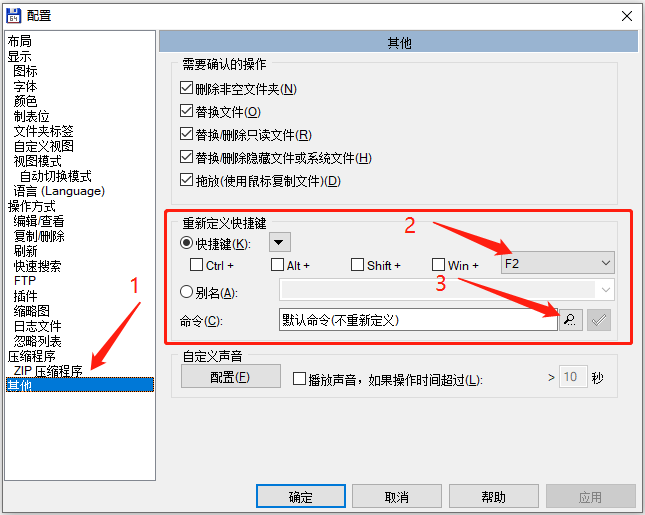 配置
布局
显示
图标
字体
颜色
制表位
文件夹标签
自定义视图
视图模式
自动切换模式
语言 (Language)
操作方式
编辑/查看
复制/删除
刷新
快速搜索
FTP
插件
缩略图
日志文件
忽略列表
压缩程序
ZIP 压缩程序
其他
1
其他
需要确认的操作
删除非空文件夹(N)
替换文件(O)
替换/删除只读文件(R)
替换/删除隐藏文件或系统文件(H)
拖放(使用鼠标复制文件)(D)
重新定义快捷键
2
快捷键(K):
Ctrl + Alt + Shift + Win + F2
3
别名(A):
命令(C): 默认命令(不重新定义)
自定义声音
配置(F) 播放声音，如果操作时间超过(L): > 10 秒
确定 取消 帮助 应用